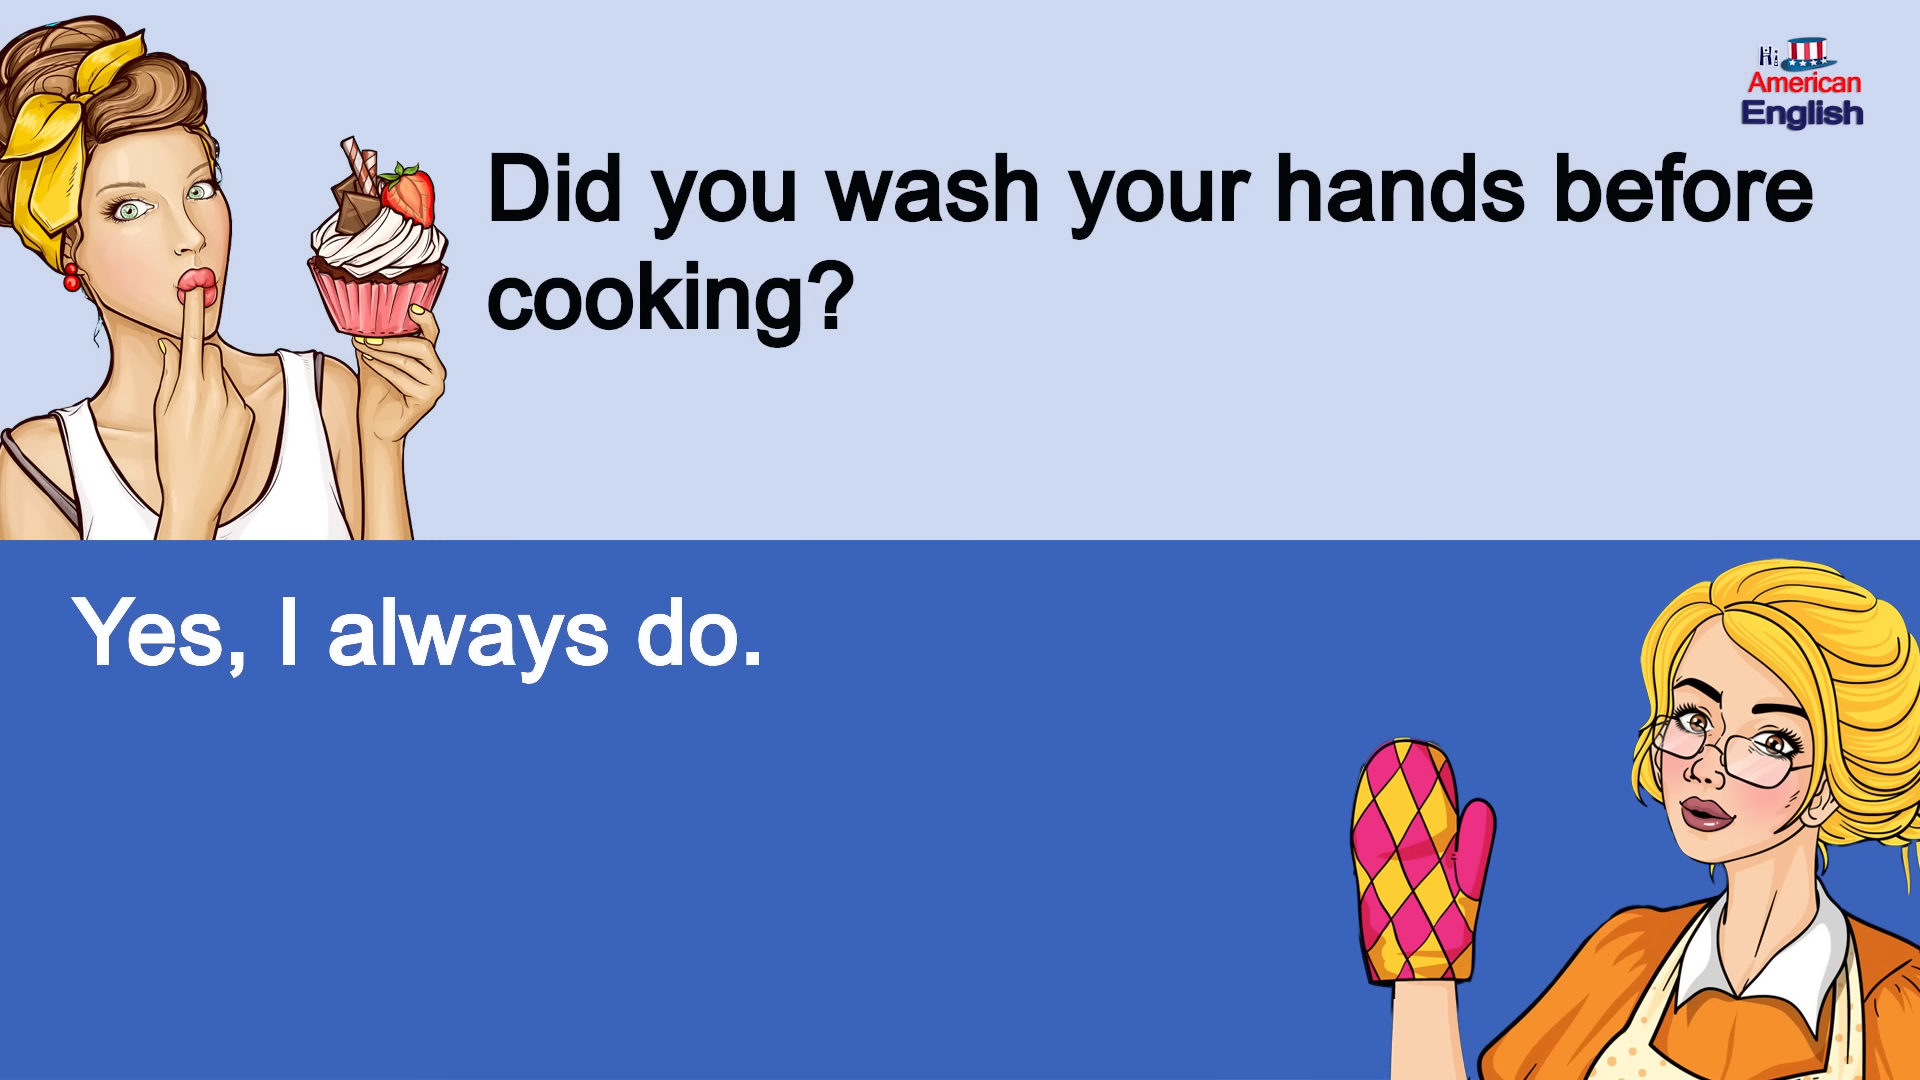 Hi
American
English
Did you wash your hands before
cooking?
Yes, I always do.